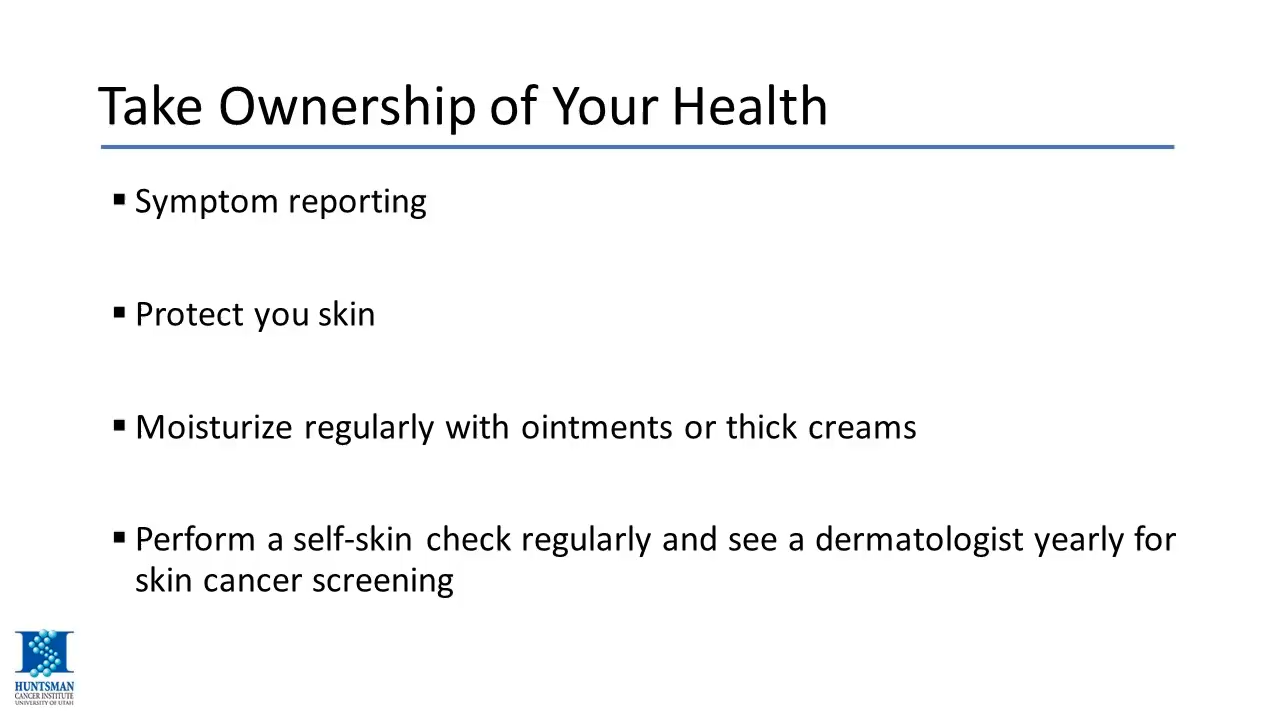 Take Ownership of Your Health
▪ Symptom reporting
▪ Protect you skin
▪ Moisturize regularly with ointments or thick creams
▪ Perform a self-skin check regularly and see a dermatologist yearly for
skin cancer screening
HUNTSMAN
CANCER INSTITUTE
UNIVERSITY OF UTAH